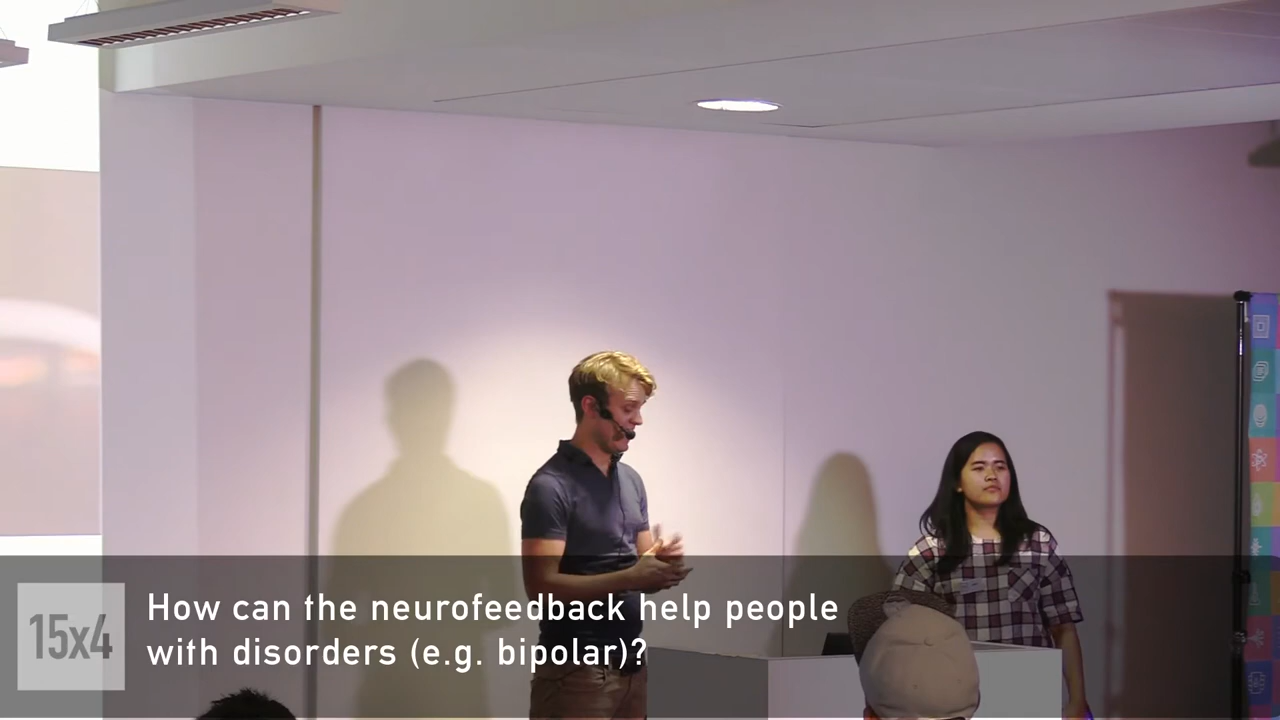 15x4
How can the neurofeedback help people
with disorders (e.g. bipolar)?